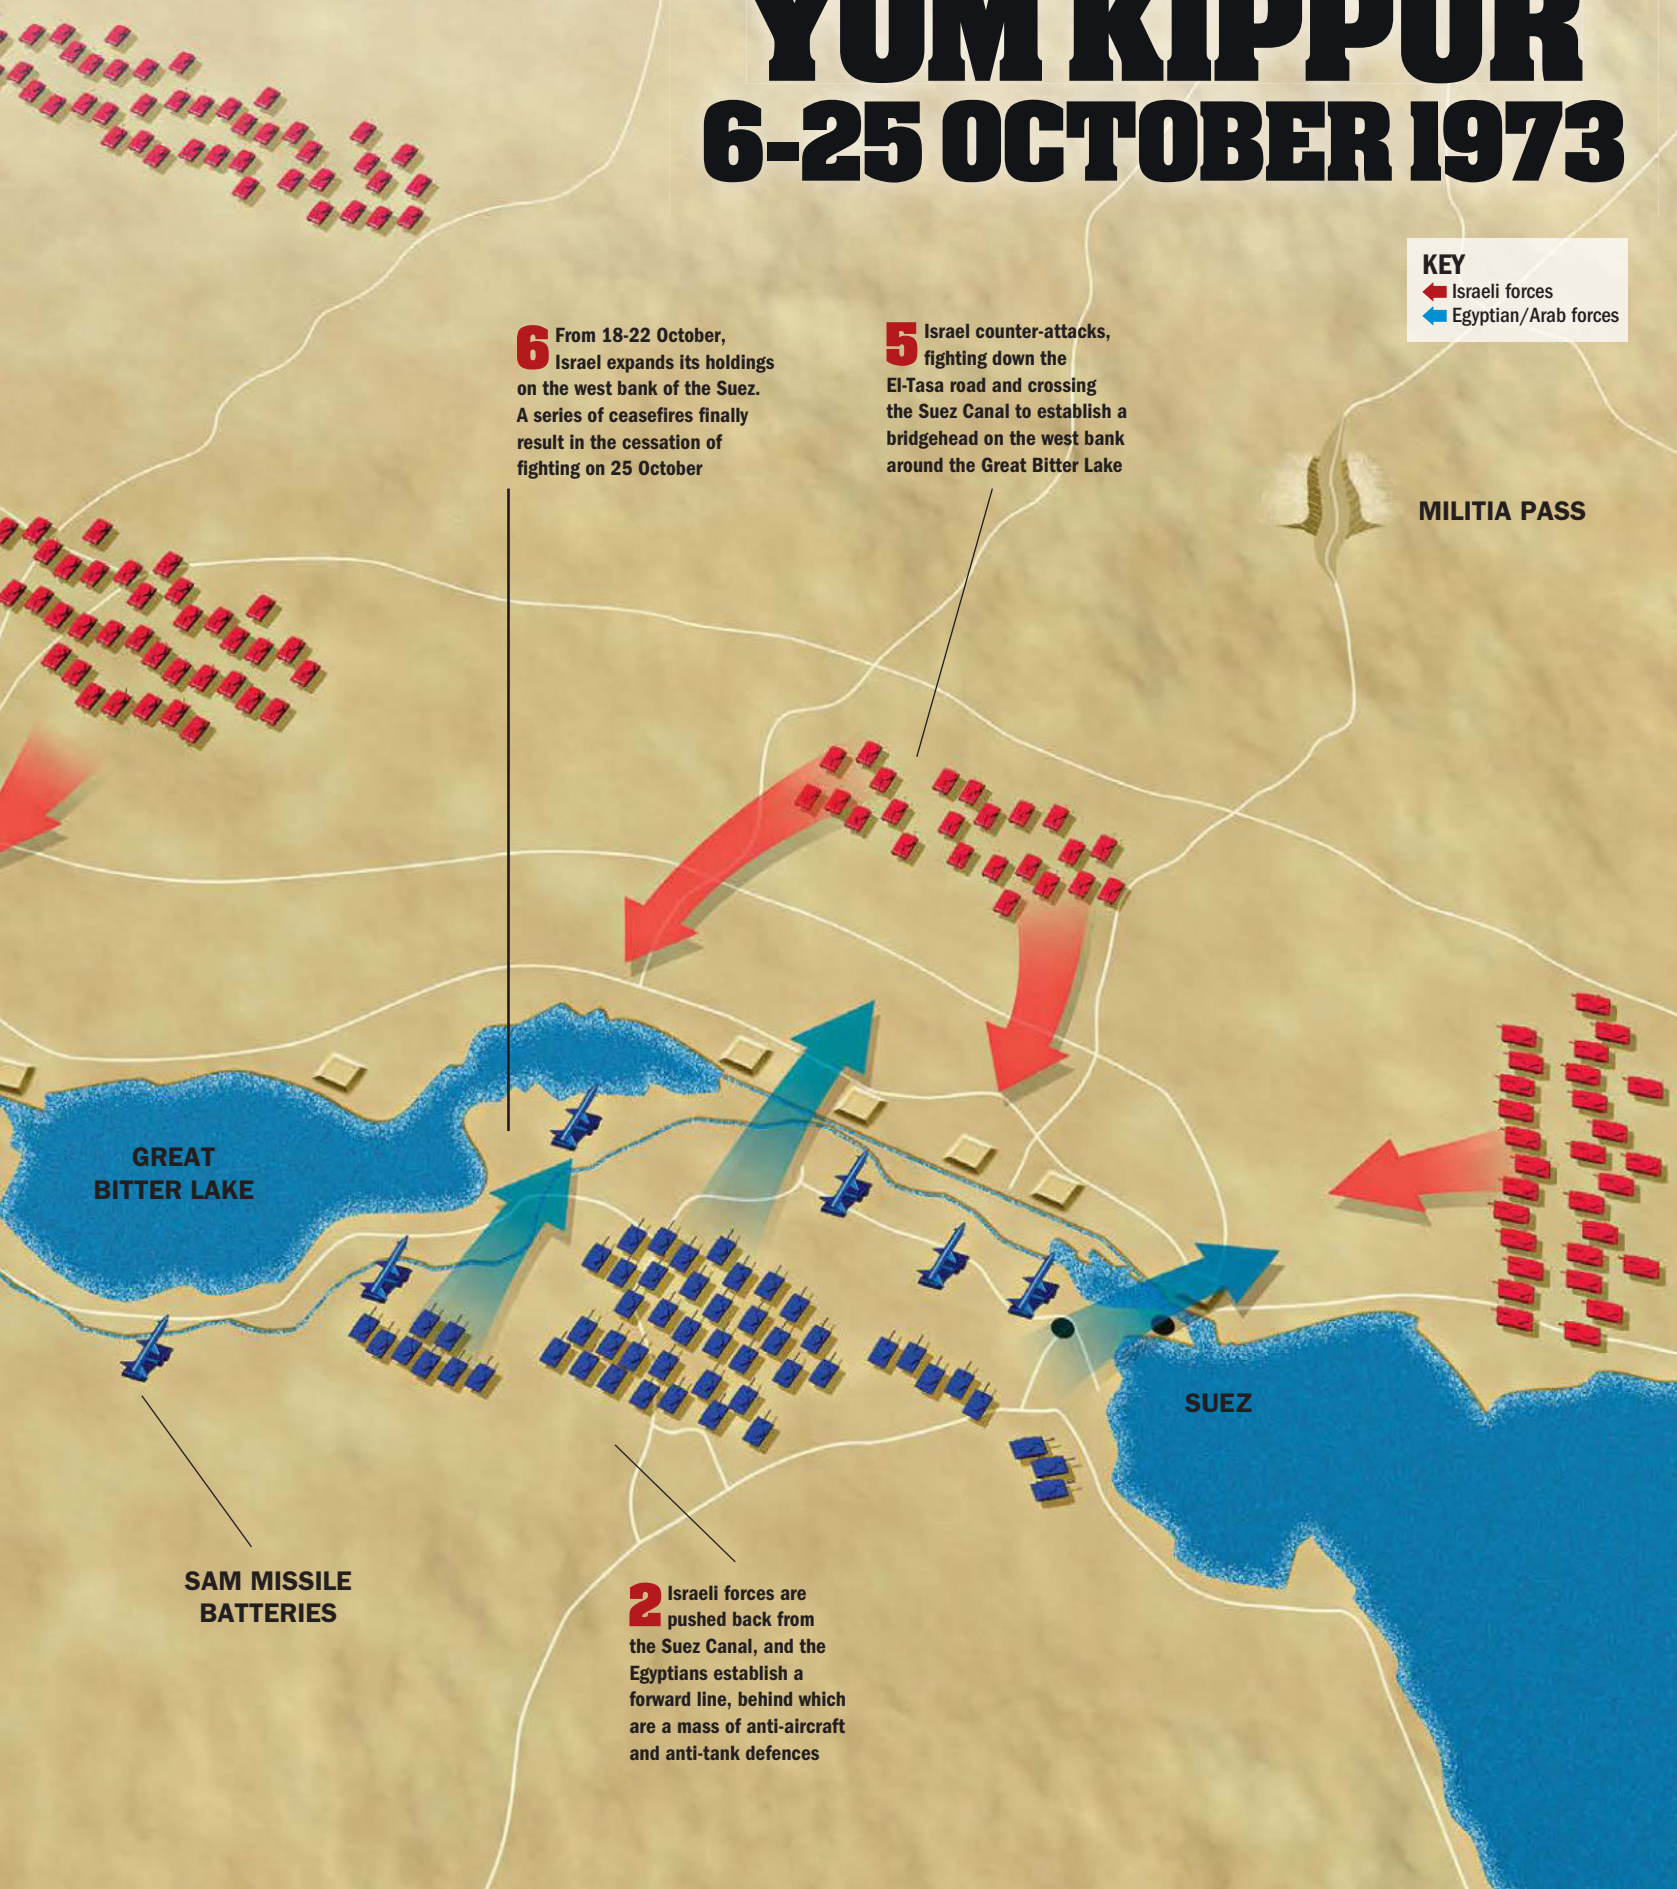 YOM KIPPUR
6-25 OCTOBER 1973
KEY
Israeli forces
Egyptian/Arab forces
6 From 18-22 October,
Israel expands its holdings
on the west bank of the Suez.
A series of ceasefires finally
result in the cessation of
fighting on 25 October
5 Israel counter-attacks,
fighting down the
El-Tasa road and crossing
the Suez Canal to establish a
bridgehead on the west bank
around the Great Bitter Lake
MILITIA PASS
GREAT
BITTER LAKE
SUEZ
SAM MISSILE
BATTERIES
2 Israeli forces are
pushed back from
the Suez Canal, and the
Egyptians establish a
forward line, behind which
are a mass of anti-aircraft
and anti-tank defences